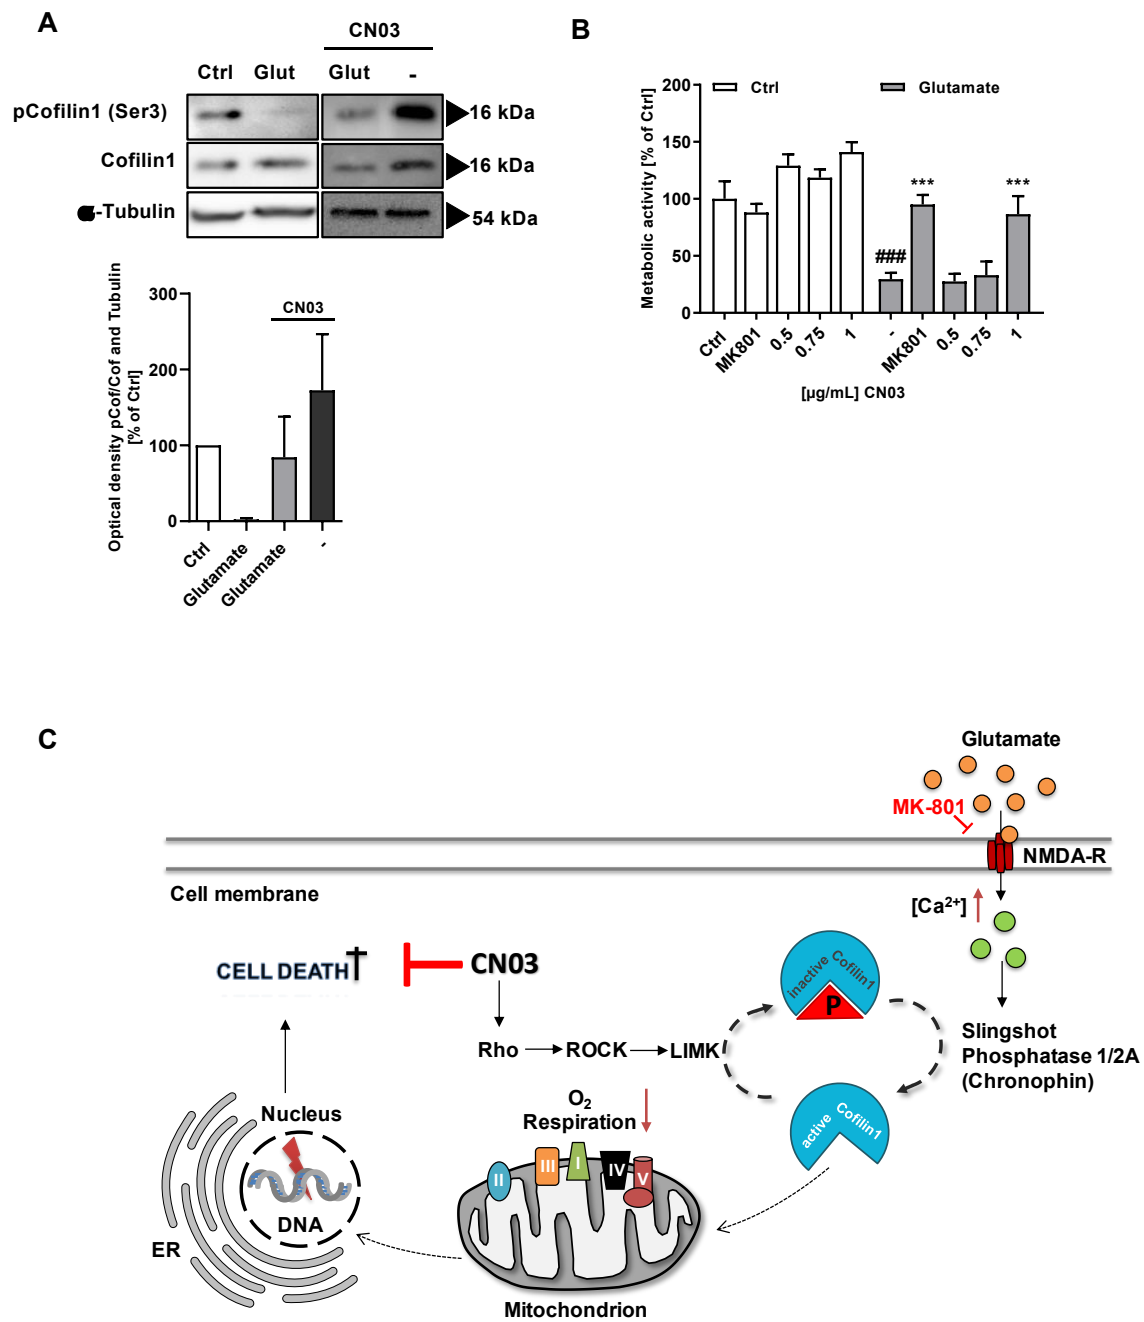 A
CN03
Ctrl Glut Glut -
pCofilin1 (Ser3) 16 kDa
Cofilin1 16 kDa
-Tubulin 54 kDa
Optical density pCof/Cof and Tubulin
[% of Ctrl]
300
200
100
0
CN03
Ctrl
Glutamate
Glutamate
-
B
Metabolic activity [% of Ctrl]
200
150
100
50
0
Ctrl
Glutamate
###
***
***
Ctrl
MK801
0.5
0.75
1
-
MK801
0.5
0.75
1
[µg/mL] CN03
C
Glutamate
MK-801
NMDA-R
Cell membrane
[Ca²⁺]
CELL DEATH
CN03
inactive Cofilin1
P
Rho ROCK LIMK
Slingshot
Phosphatase 1/2A
(Chronophin)
O₂
Respiration
active Cofilin1
Nucleus
II III I IV V
DNA
ER
Mitochondrion